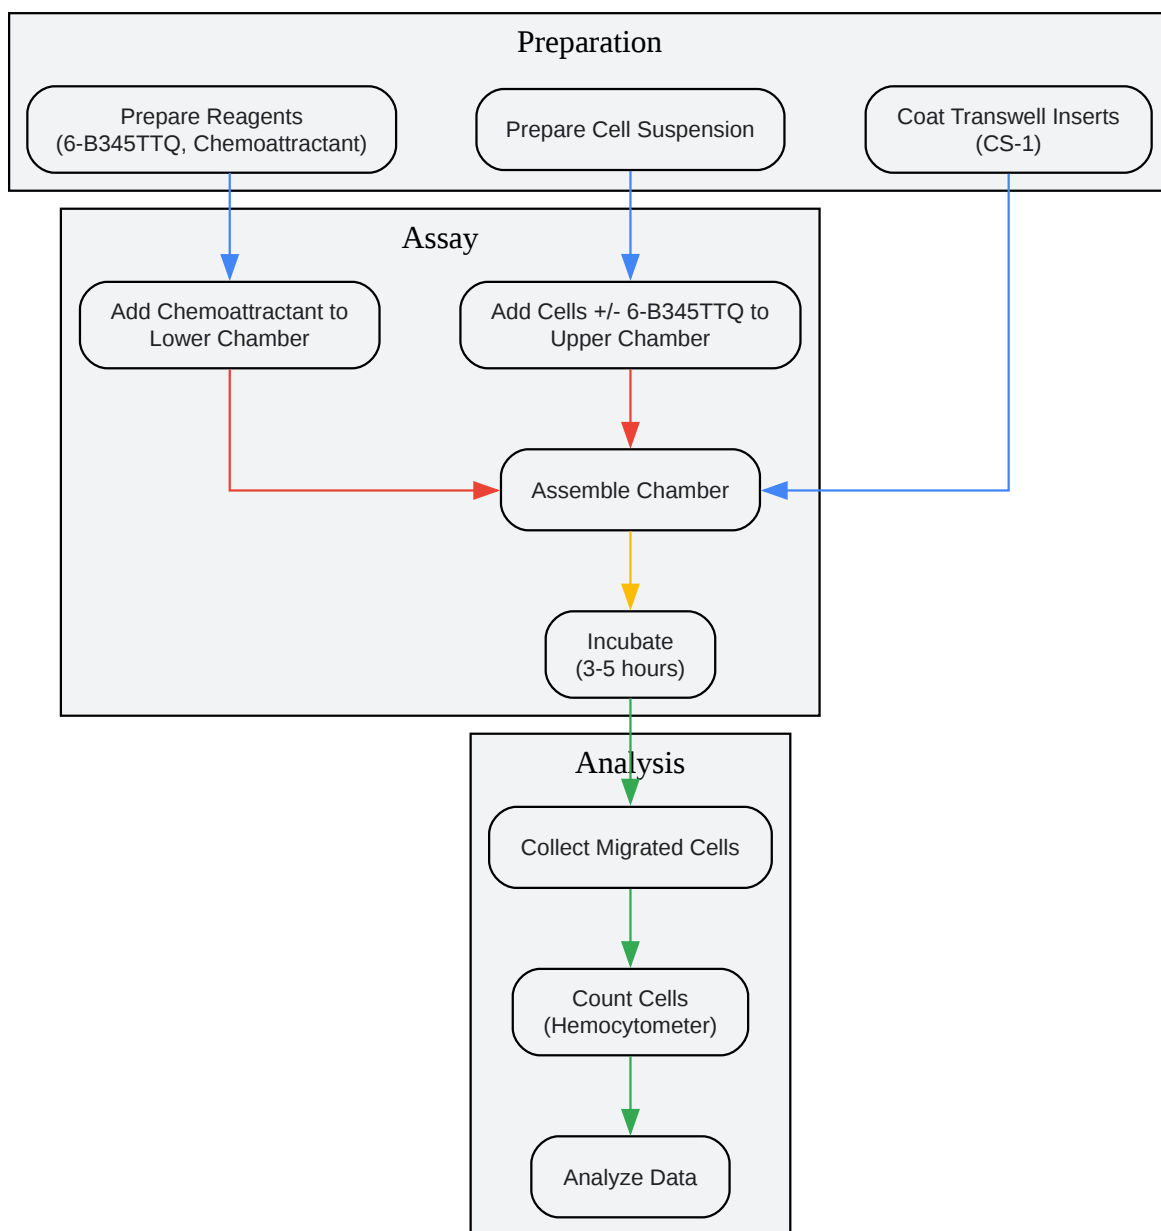 Preparation
Prepare Reagents
(6-B345TTQ, Chemoattractant)
Prepare Cell Suspension
Coat Transwell Inserts
(CS-1)
Assay
Add Chemoattractant to
Lower Chamber
Add Cells +/- 6-B345TTQ to
Upper Chamber
Assemble Chamber
Incubate
(3-5 hours)
Analysis
Collect Migrated Cells
Count Cells
(Hemocytometer)
Analyze Data